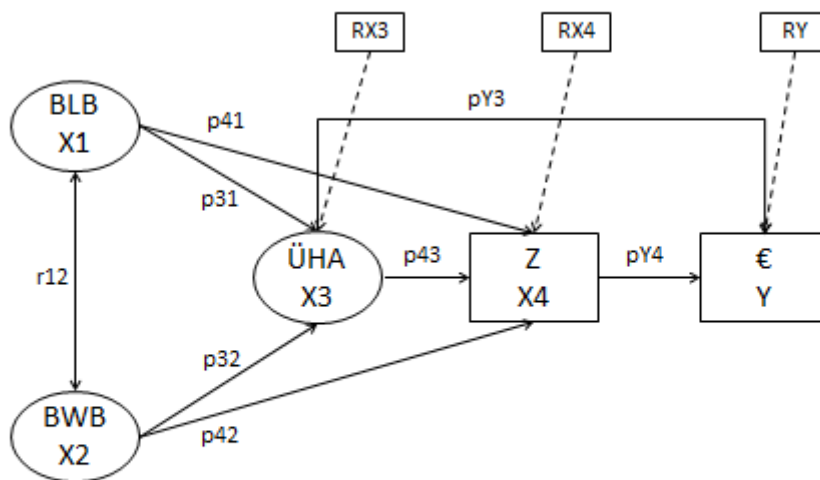 RX3
RX4
RY
BLB
X1
pY3
p41
p31
r12
ÜHA
X3
p43
Z
X4
pY4
€
Y
p32
p42
BWB
X2